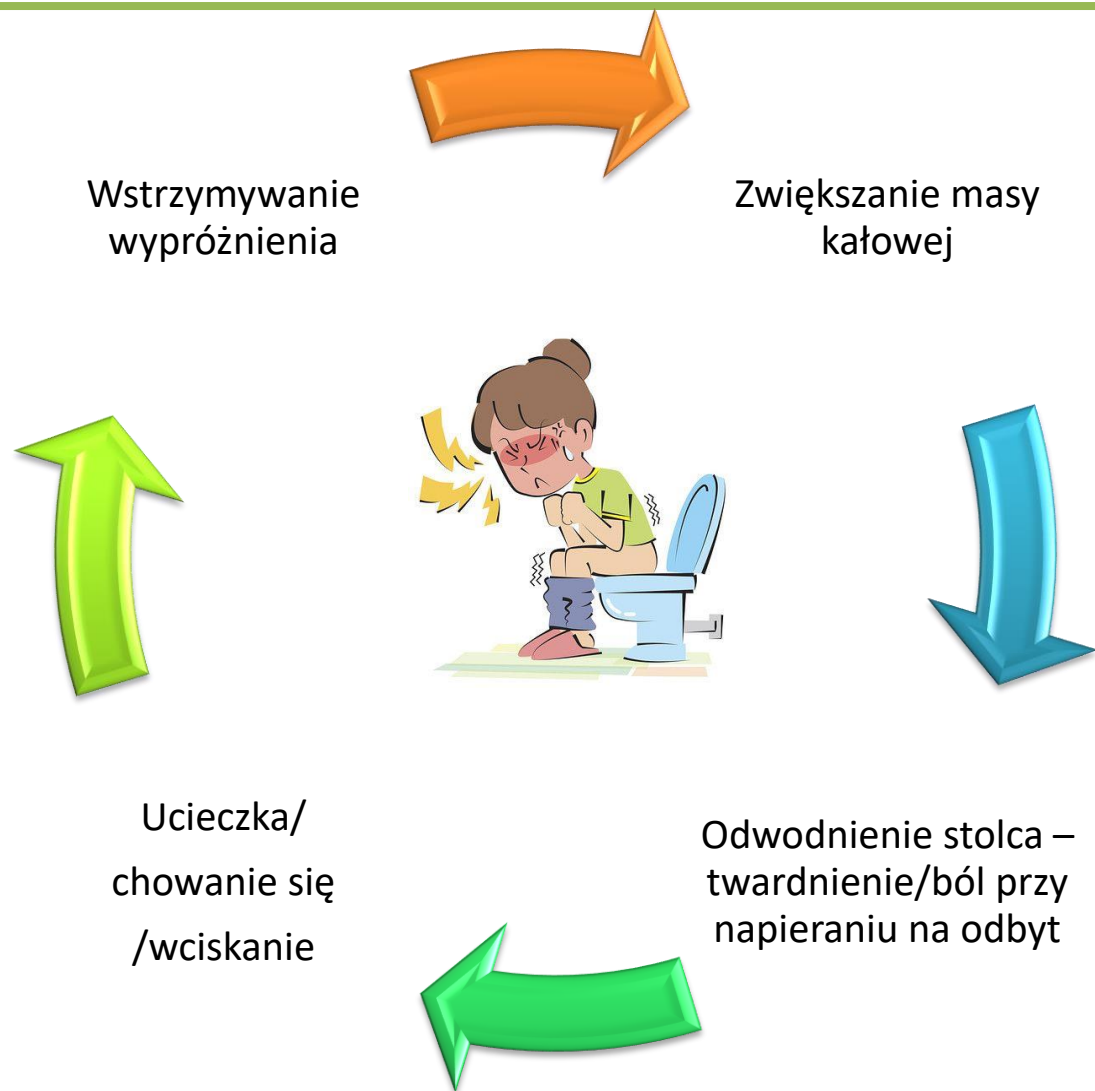 Wstrzymywanie
wypróżnienia
Zwiększanie masy
kałowej
Odwodnienie stolca –
twardnienie/ból przy
napieraniu na odbyt
Ucieczka/
chowanie się
/wciskanie